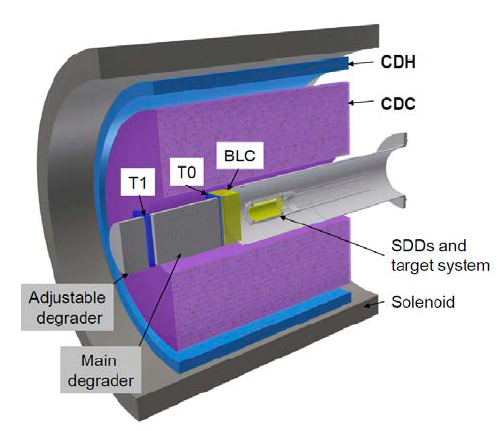 CDH
CDC
BLC
T0
T1
SDDs and
target system
Solenoid
Adjustable
degrader
Main
degrader